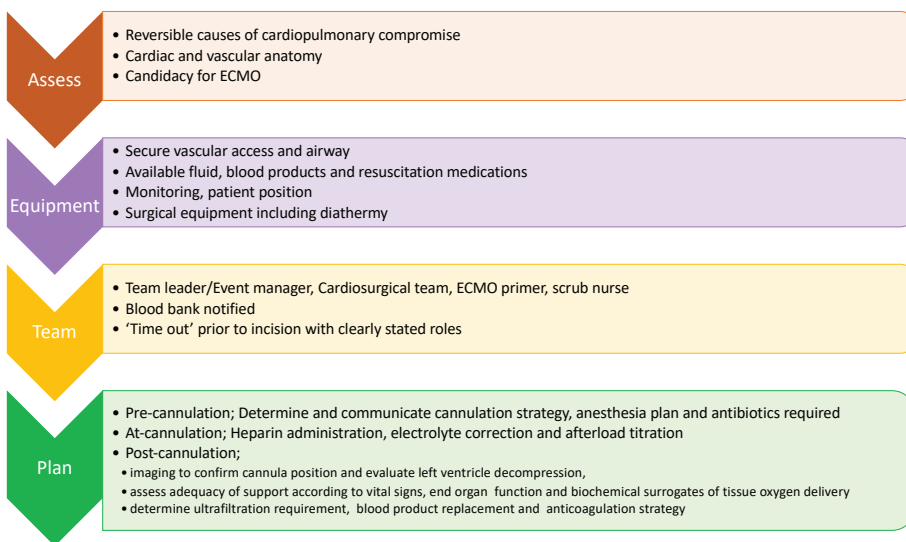 Assess
• Reversible causes of cardiopulmonary compromise
• Cardiac and vascular anatomy
• Candidacy for ECMO
Equipment
• Secure vascular access and airway
• Available fluid, blood products and resuscitation medications
• Monitoring, patient position
• Surgical equipment including diathermy
Team
• Team leader/Event manager, Cardiosurgical team, ECMO primer, scrub nurse
• Blood bank notified
• ‘Time out’ prior to incision with clearly stated roles
Plan
• Pre-cannulation; Determine and communicate cannulation strategy, anesthesia plan and antibiotics required
• At-cannulation; Heparin administration, electrolyte correction and afterload titration
• Post-cannulation;
• imaging to confirm cannula position and evaluate left ventricle decompression,
• assess adequacy of support according to vital signs, end organ function and biochemical surrogates of tissue oxygen delivery
• determine ultrafiltration requirement, blood product replacement and anticoagulation strategy